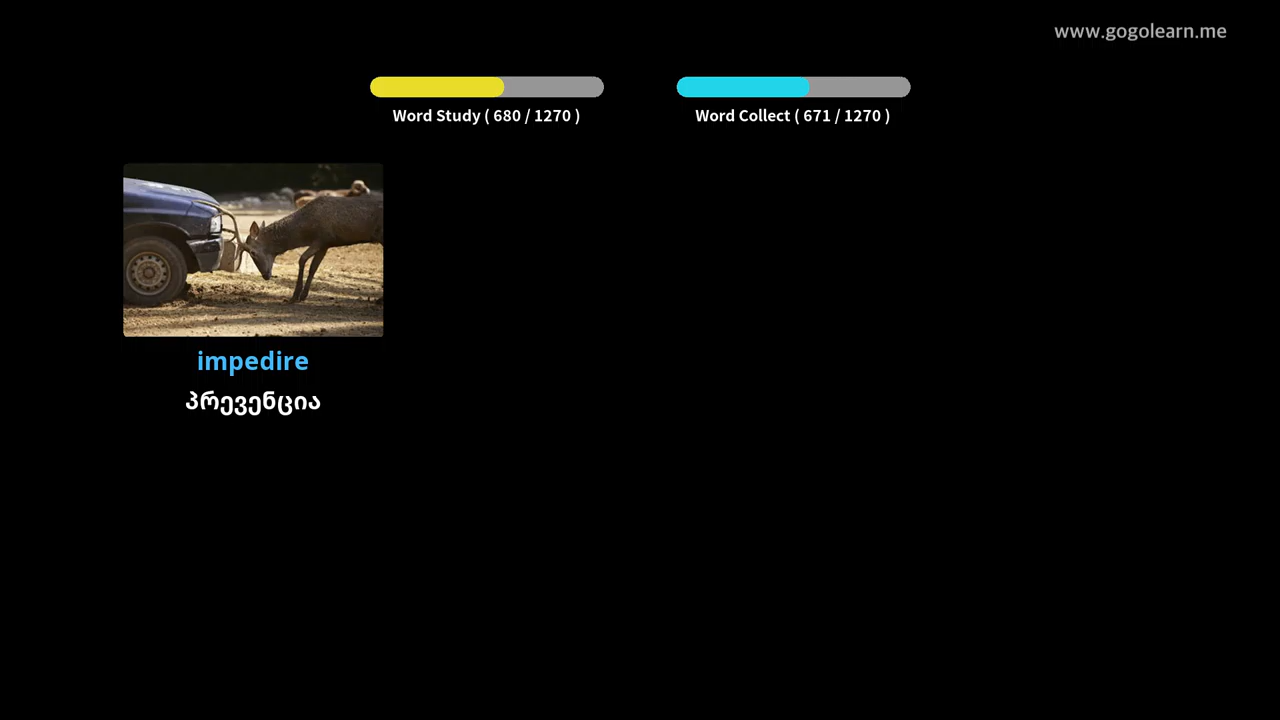 www.gogolearn.me
Word Study ( 680 / 1270 )
Word Collect ( 671 / 1270 )
impedire
პრევენცია